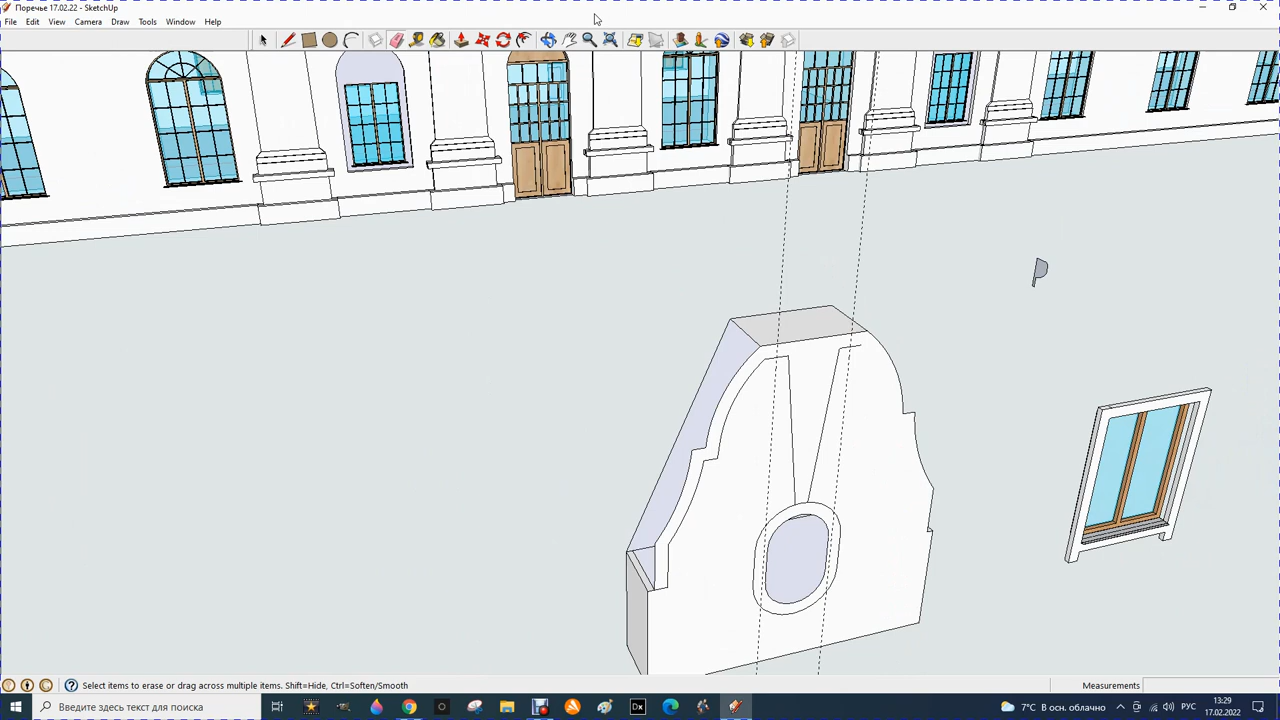 Поречье 17.02.22 - SketchUp
File Edit View Camera Draw Tools Window Help
Select items to erase or drag across multiple items. Shift=Hide, Ctrl=Soften/Smooth
Measurements
Введите здесь текст для поиска
Dx
7°C В осн. облачно
РУС
13:29
17.02.2022